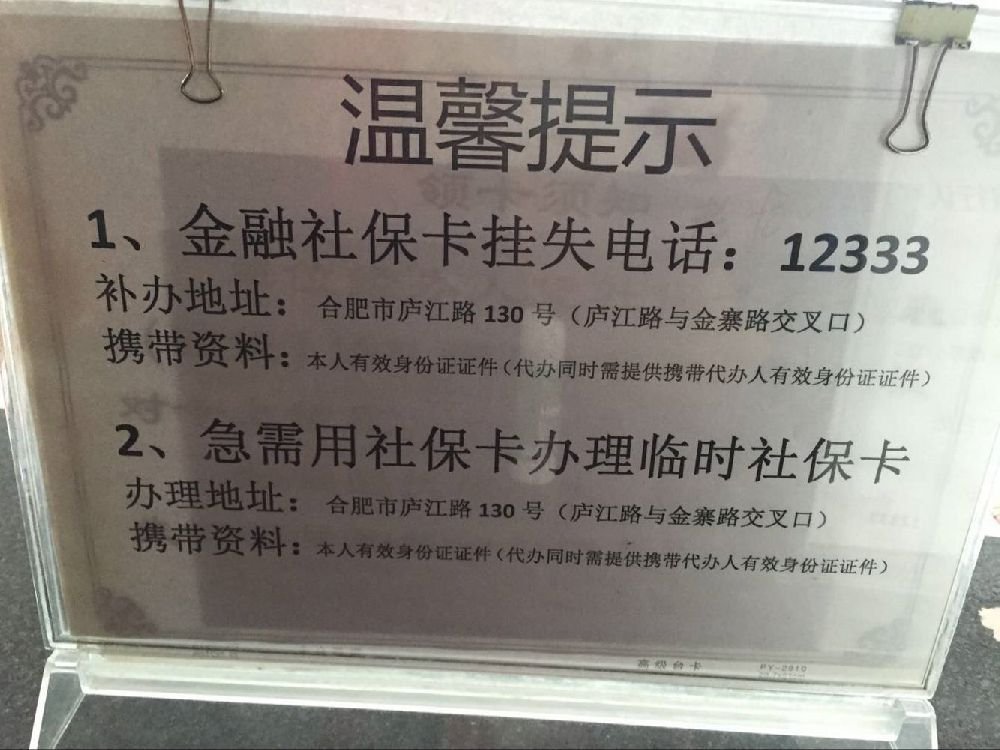 温馨提示
1、金融社保卡挂失电话：12333
补办地址：合肥市庐江路 130 号（庐江路与金寨路交叉口）
携带资料：本人有效身份证证件（代办同时需提供携带代办人有效身份证证件）
2、急需用社保卡办理临时社保卡
办理地址：合肥市庐江路 130 号（庐江路与金寨路交叉口）
携带资料：本人有效身份证证件（代办同时需提供携带代办人有效身份证证件）
高级台卡